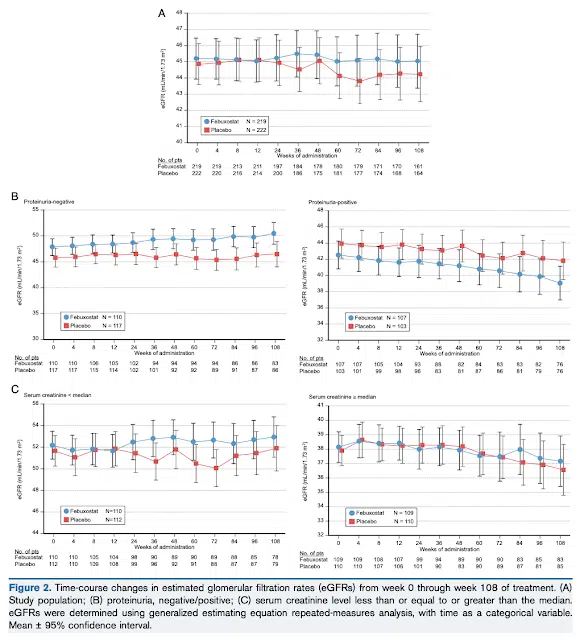 A
48
47
46
45
44
43
42
41
40
eGFR (mL/min/1.73 m²)
Febuxostat N = 219
Placebo N = 222
0 4 8 12 24 36 48 60 72 84 96 108
Weeks of administration
No. of pts
Febuxostat 219 219 213 211 197 184 178 180 179 171 170 161
Placebo 222 220 216 214 200 186 175 181 177 174 168 164
B
Proteinuria-negative
55
50
45
40
35
30
eGFR (mL/min/1.73 m²)
Febuxostat N = 110
Placebo N = 117
0 4 8 12 24 36 48 60 72 84 96 108
Weeks of administration
No. of pts
Febuxostat 110 110 106 105 102 94 94 94 94 86 86 63
Placebo 117 117 115 114 102 101 92 92 89 91 87 86
Proteinuria-positive
48
46
44
42
40
38
36
34
32
eGFR (mL/min/1.73 m²)
Febuxostat N = 107
Placebo N = 103
0 4 8 12 24 36 48 60 72 84 96 108
Weeks of administration
No. of pts
Febuxostat 107 107 105 104 93 88 82 84 83 83 82 76
Placebo 103 101 99 98 96 83 81 87 86 81 79 76
C
Serum creatinine < median
56
54
52
50
48
46
44
eGFR (mL/min/1.73 m²)
Febuxostat N=110
Placebo N=112
0 4 8 12 24 36 48 60 72 84 96 108
Weeks of administration
No. of pts
Febuxostat 110 110 105 104 98 90 89 90 89 88 85 78
Placebo 112 110 109 108 99 96 92 91 88 87 87 79
Serum creatinine ≥ median
41
40
39
38
37
36
35
34
33
32
eGFR (mL/min/1.73 m²)
Febuxostat N = 109
Placebo N = 110
0 4 8 12 24 36 48 60 72 84 96 108
Weeks of administration
No. of pts
Febuxostat 109 109 108 107 99 94 89 90 90 83 85 83
Placebo 110 110 107 106 101 90 83 90 89 87 81 85
Figure 2. Time-course changes in estimated glomerular filtration rates (eGFRs) from week 0 through week 108 of treatment. (A)
Study population; (B) proteinuria, negative/positive; (C) serum creatinine level less than or equal to or greater than the median.
eGFRs were determined using generalized estimating equation repeated-measures analysis, with time as a categorical variable.
Mean ± 95% confidence interval.